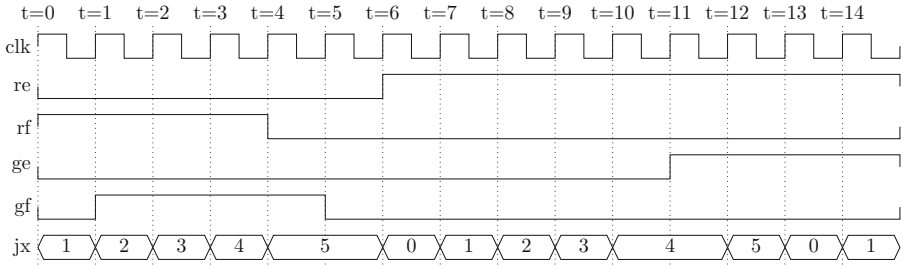 t=0 t=1 t=2 t=3 t=4 t=5 t=6 t=7 t=8 t=9 t=10 t=11 t=12 t=13 t=14
clk
re
rf
ge
gf
jx 1 2 3 4 5 0 1 2 3 4 5 0 1